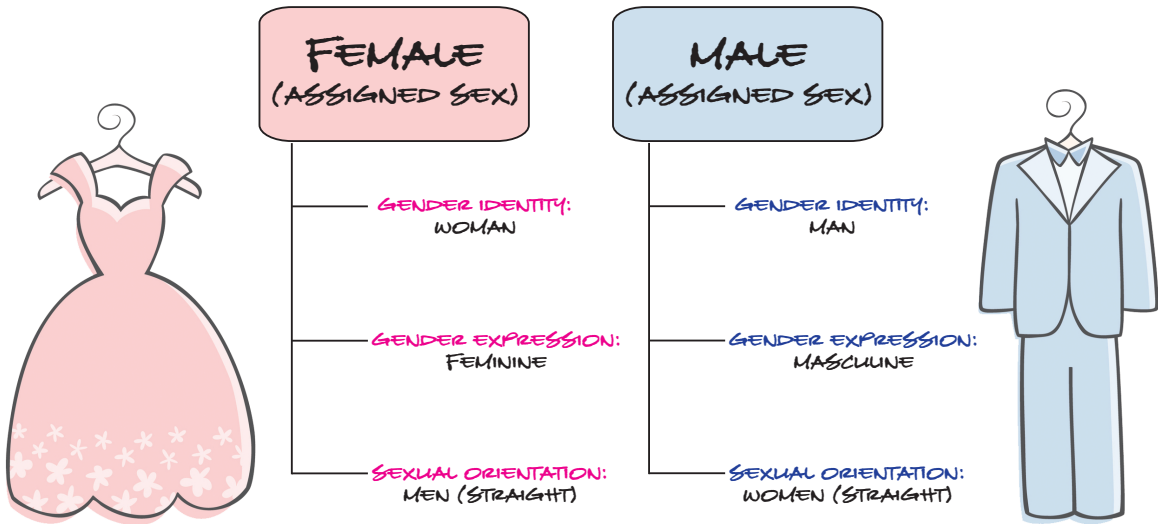 FEMALE
(ASSIGNED SEX)
GENDER IDENTITY:
WOMAN
GENDER EXPRESSION:
FEMININE
SEXUAL ORIENTATION:
MEN (STRAIGHT)
MALE
(ASSIGNED SEX)
GENDER IDENTITY:
MAN
GENDER EXPRESSION:
MASCULINE
SEXUAL ORIENTATION:
WOMEN (STRAIGHT)